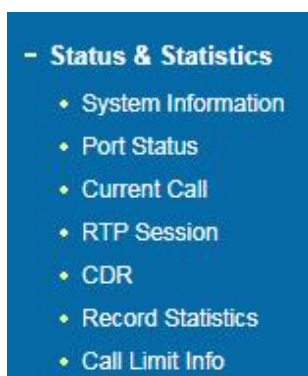 – Status & Statistics
• System Information
• Port Status
• Current Call
• RTP Session
• CDR
• Record Statistics
• Call Limit Info